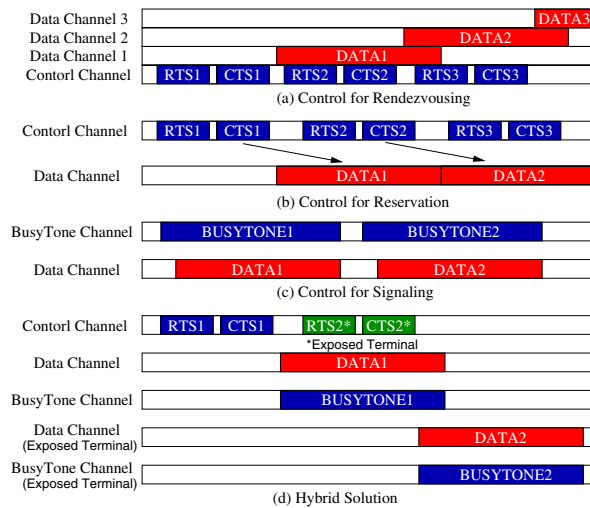 Data Channel 3 DATA3
Data Channel 2 DATA2
Data Channel 1 DATA1
Contorl Channel RTS1 CTS1 RTS2 CTS2 RTS3 CTS3
(a) Control for Rendezvousing
Contorl Channel RTS1 CTS1 RTS2 CTS2 RTS3 CTS3
Data Channel DATA1 DATA2
(b) Control for Reservation
BusyTone Channel BUSYTONE1 BUSYTONE2
Data Channel DATA1 DATA2
(c) Control for Signaling
Contorl Channel RTS1 CTS1 RTS2* CTS2*
*Exposed Terminal
Data Channel DATA1
BusyTone Channel BUSYTONE1
Data Channel DATA2
(Exposed Terminal)
BusyTone Channel BUSYTONE2
(Exposed Terminal)
(d) Hybrid Solution